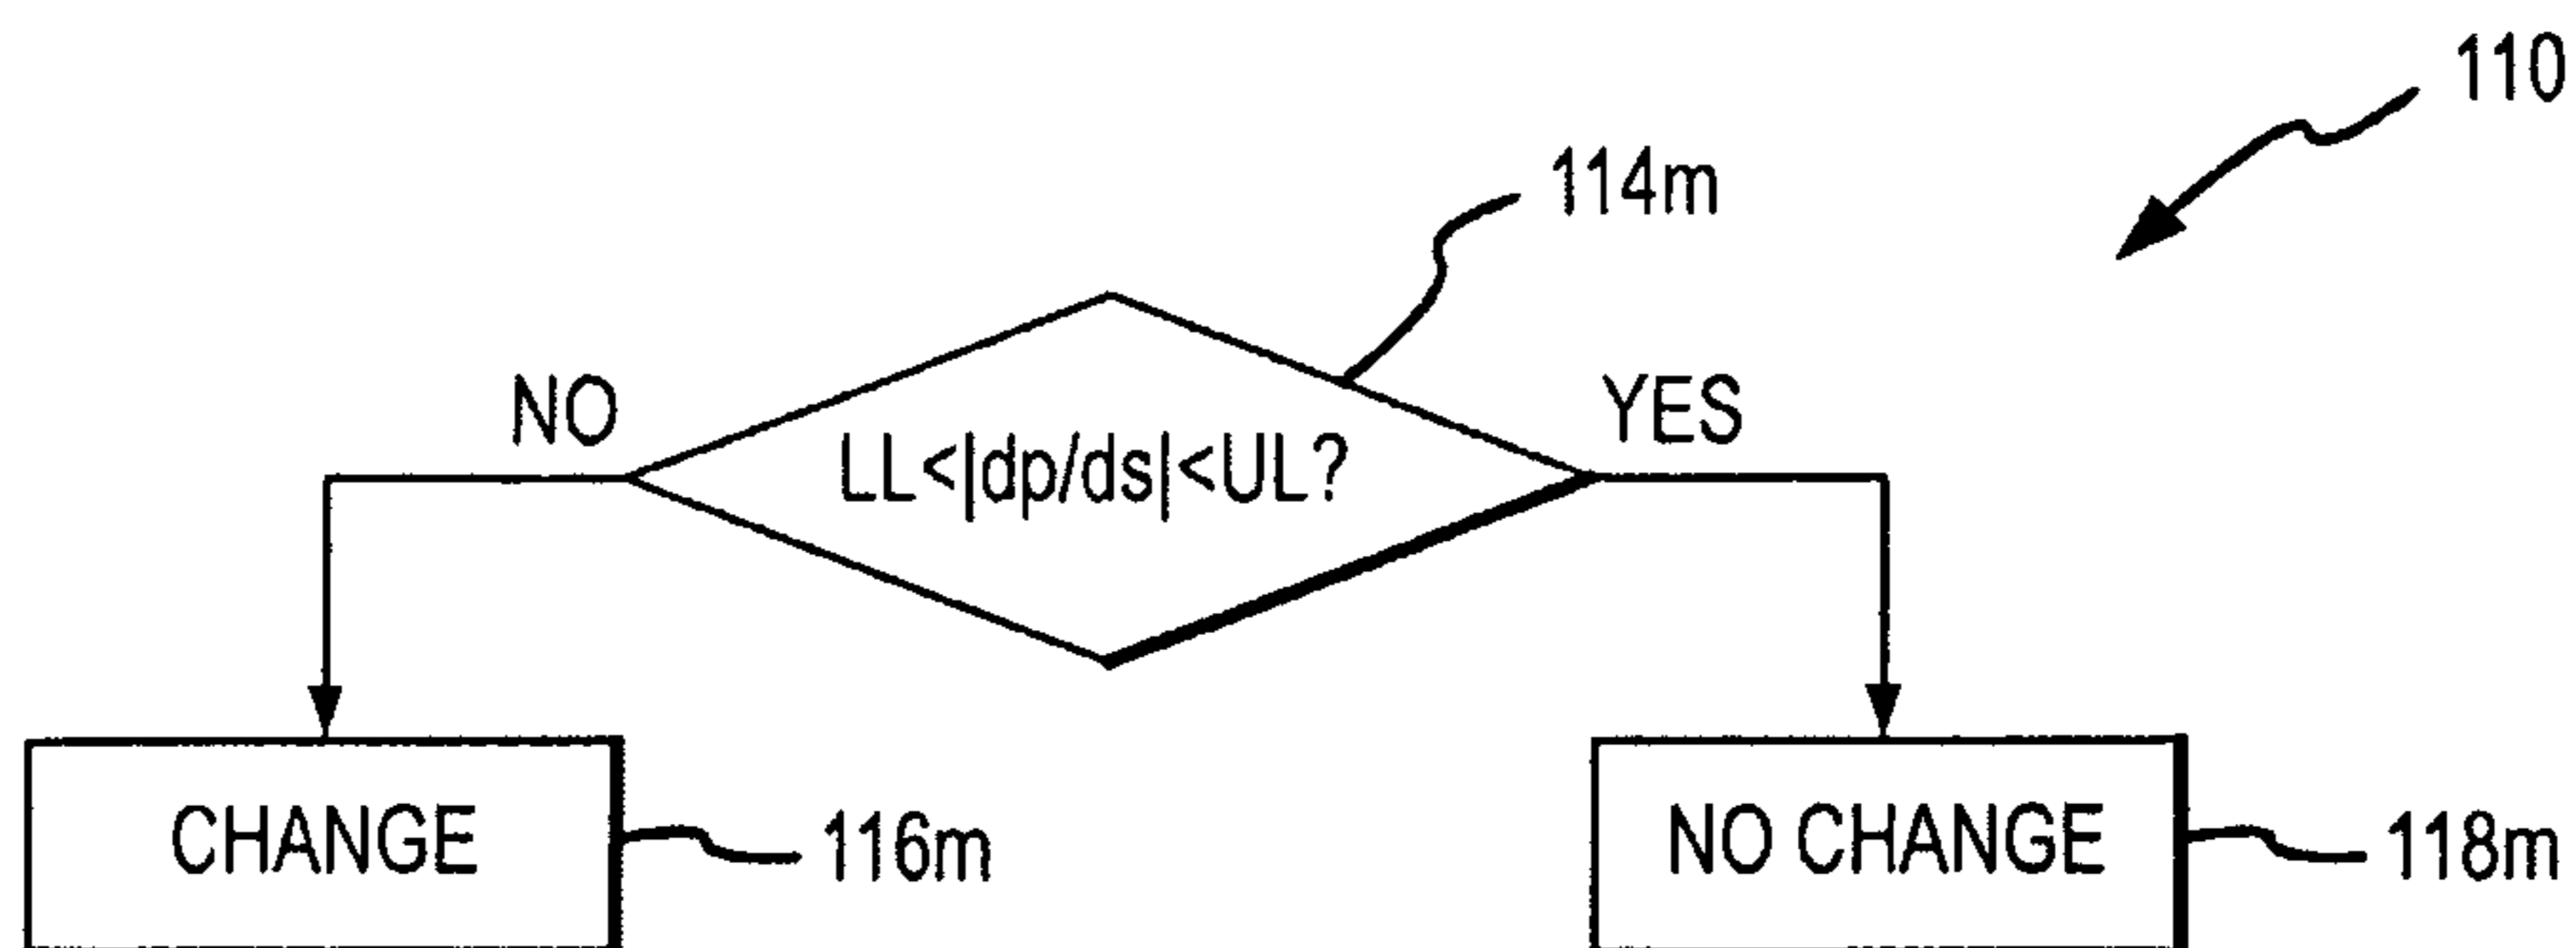 110
114m
NO
YES
LL<|dp/ds|<UL?
CHANGE
116m
NO CHANGE
118m